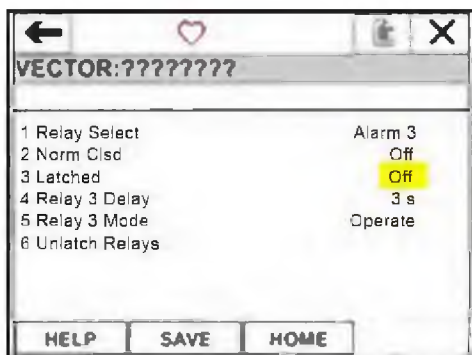 VECTOR:????????
1 Relay Select Alarm 3
2 Norm Clsd Off
3 Latched Off
4 Relay 3 Delay 3 s
5 Relay 3 Mode Operate
6 Unlatch Relays
HELP SAVE HOME